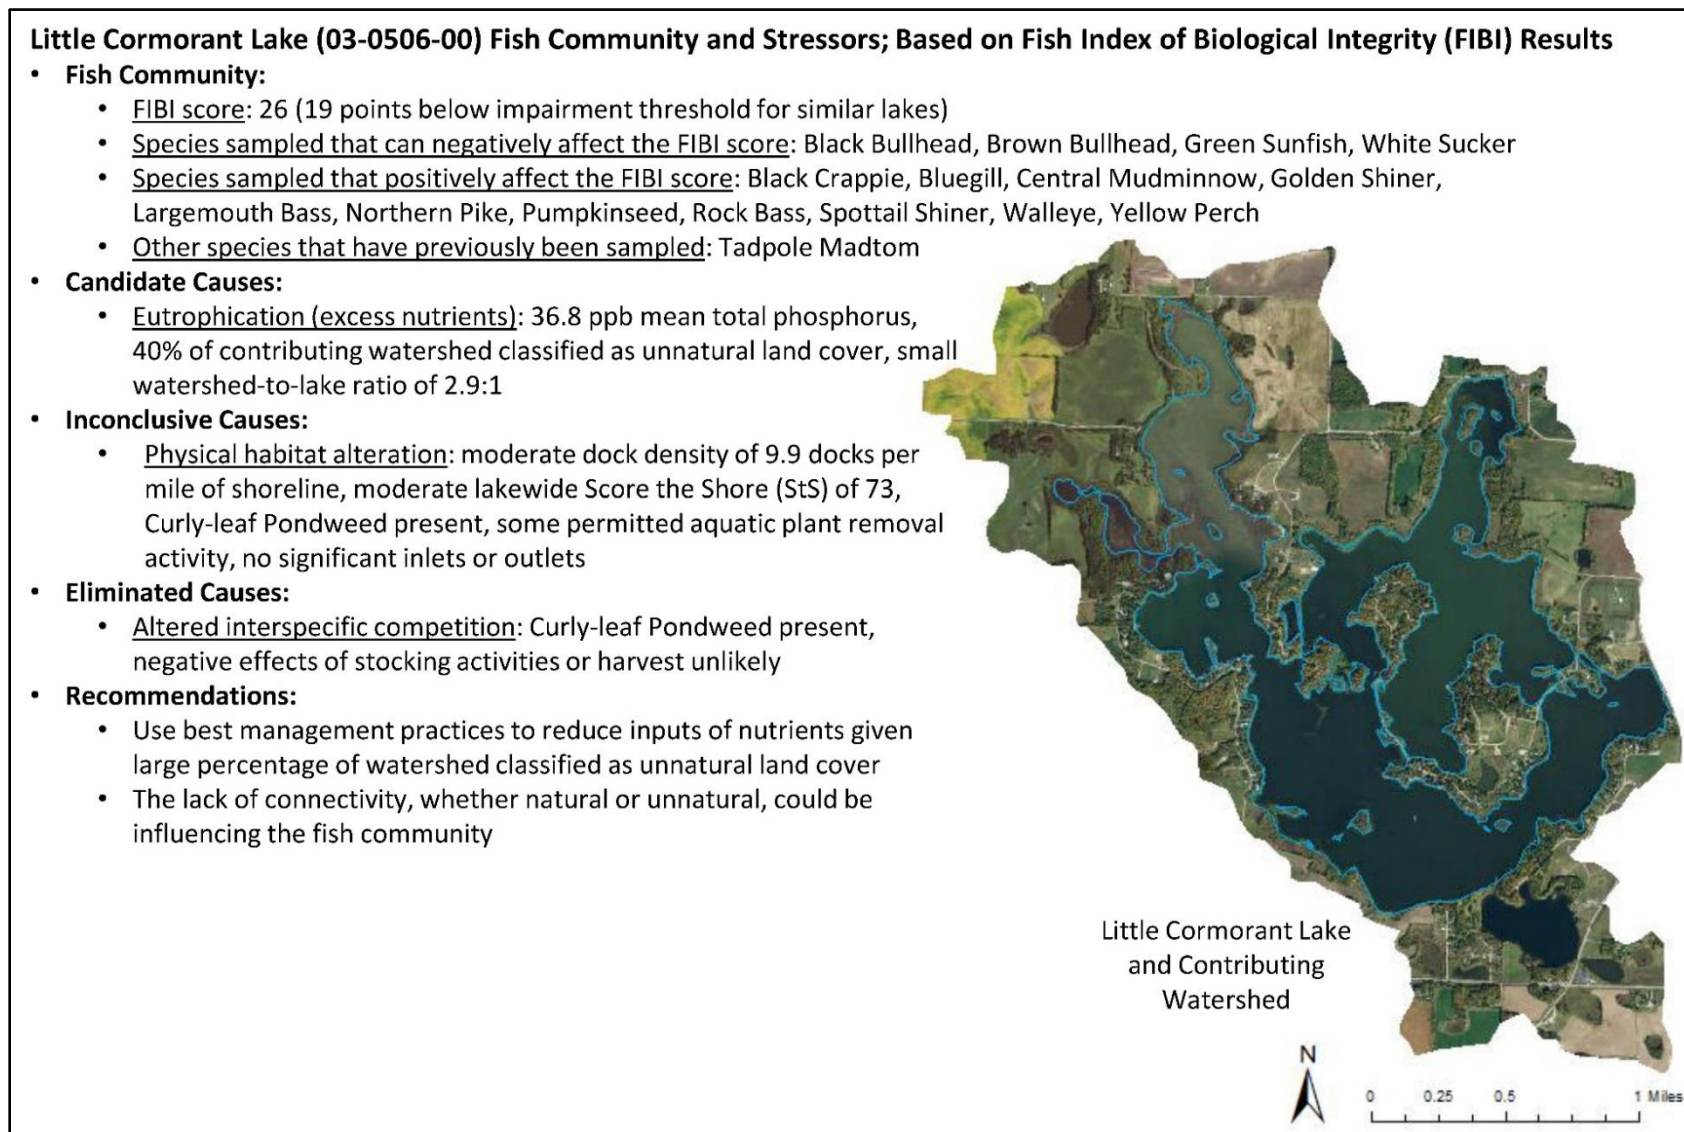 Little Cormorant Lake (03-0506-00) Fish Community and Stressors; Based on Fish Index of Biological Integrity (FIBI) Results
• Fish Community:
• FIBI score: 26 (19 points below impairment threshold for similar lakes)
• Species sampled that can negatively affect the FIBI score: Black Bullhead, Brown Bullhead, Green Sunfish, White Sucker
• Species sampled that positively affect the FIBI score: Black Crappie, Bluegill, Central Mudminnow, Golden Shiner,
Largemouth Bass, Northern Pike, Pumpkinseed, Rock Bass, Spottail Shiner, Walleye, Yellow Perch
• Other species that have previously been sampled: Tadpole Madtom
• Candidate Causes:
• Eutrophication (excess nutrients): 36.8 ppb mean total phosphorus,
40% of contributing watershed classified as unnatural land cover, small
watershed-to-lake ratio of 2.9:1
• Inconclusive Causes:
• Physical habitat alteration: moderate dock density of 9.9 docks per
mile of shoreline, moderate lakewide Score the Shore (StS) of 73,
Curly-leaf Pondweed present, some permitted aquatic plant removal
activity, no significant inlets or outlets
• Eliminated Causes:
• Altered interspecific competition: Curly-leaf Pondweed present,
negative effects of stocking activities or harvest unlikely
• Recommendations:
• Use best management practices to reduce inputs of nutrients given
large percentage of watershed classified as unnatural land cover
• The lack of connectivity, whether natural or unnatural, could be
influencing the fish community
Little Cormorant Lake
and Contributing
Watershed
N
0 0.25 0.5 1 Miles